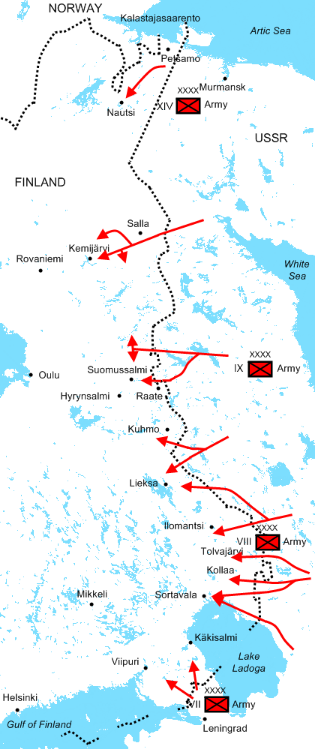 NORWAY
Kalastajasaarento
Artic Sea
Petsamo
Murmansk
XXXX
XIV Army
Nautsi
USSR
FINLAND
Salla
Kemijärvi
Rovaniemi
White
Sea
XXXX
IX Army
Suomussalmi
Oulu
Hyrynsalmi
Raate
Kuhmo
Lieksa
Ilomantsi
XXXX
VIII Army
Tolvajärvi
Kollaa
Mikkeli
Sortavala
Käkisalmi
Lake
Ladoga
Viipuri
XXXX
VII Army
Helsinki
Leningrad
Gulf of Finland